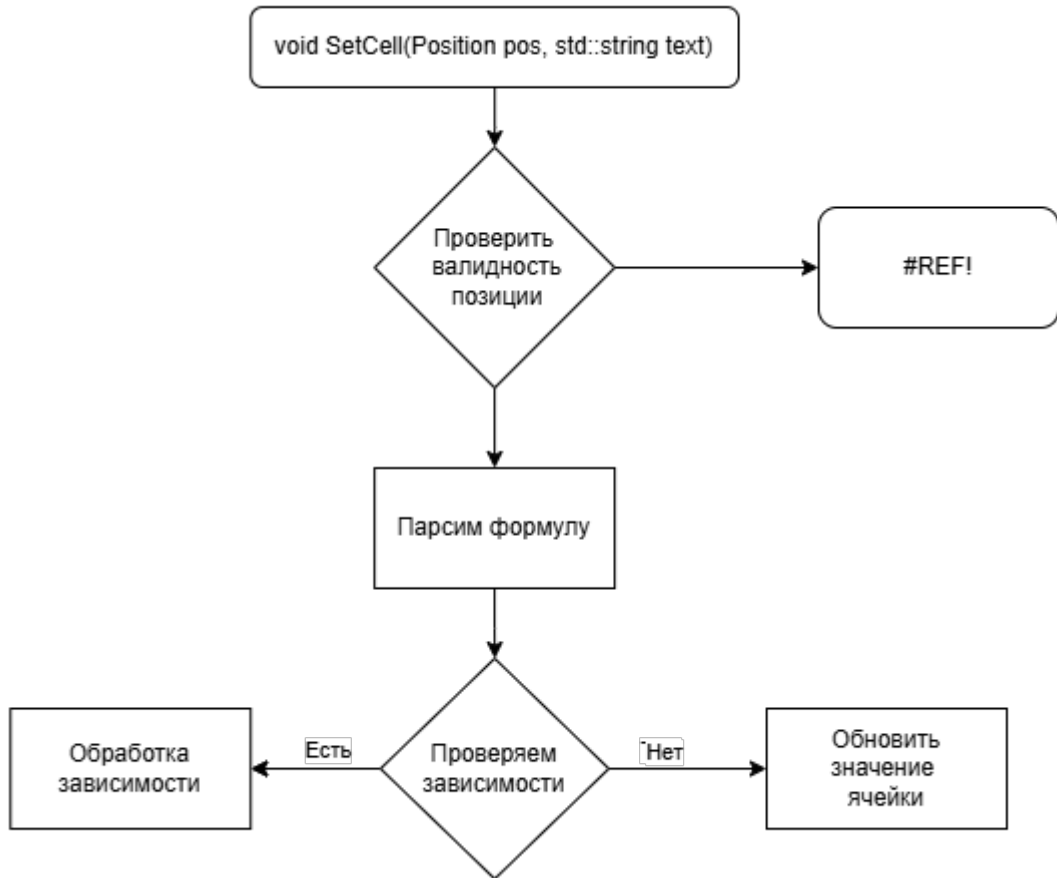 void SetCell(Position pos, std::string text)
Проверить
валидность
позиции
#REF!
Парсим формулу
Обработка
зависимости
Есть
Проверяем
зависимости
Нет
Обновить
значение
ячейки